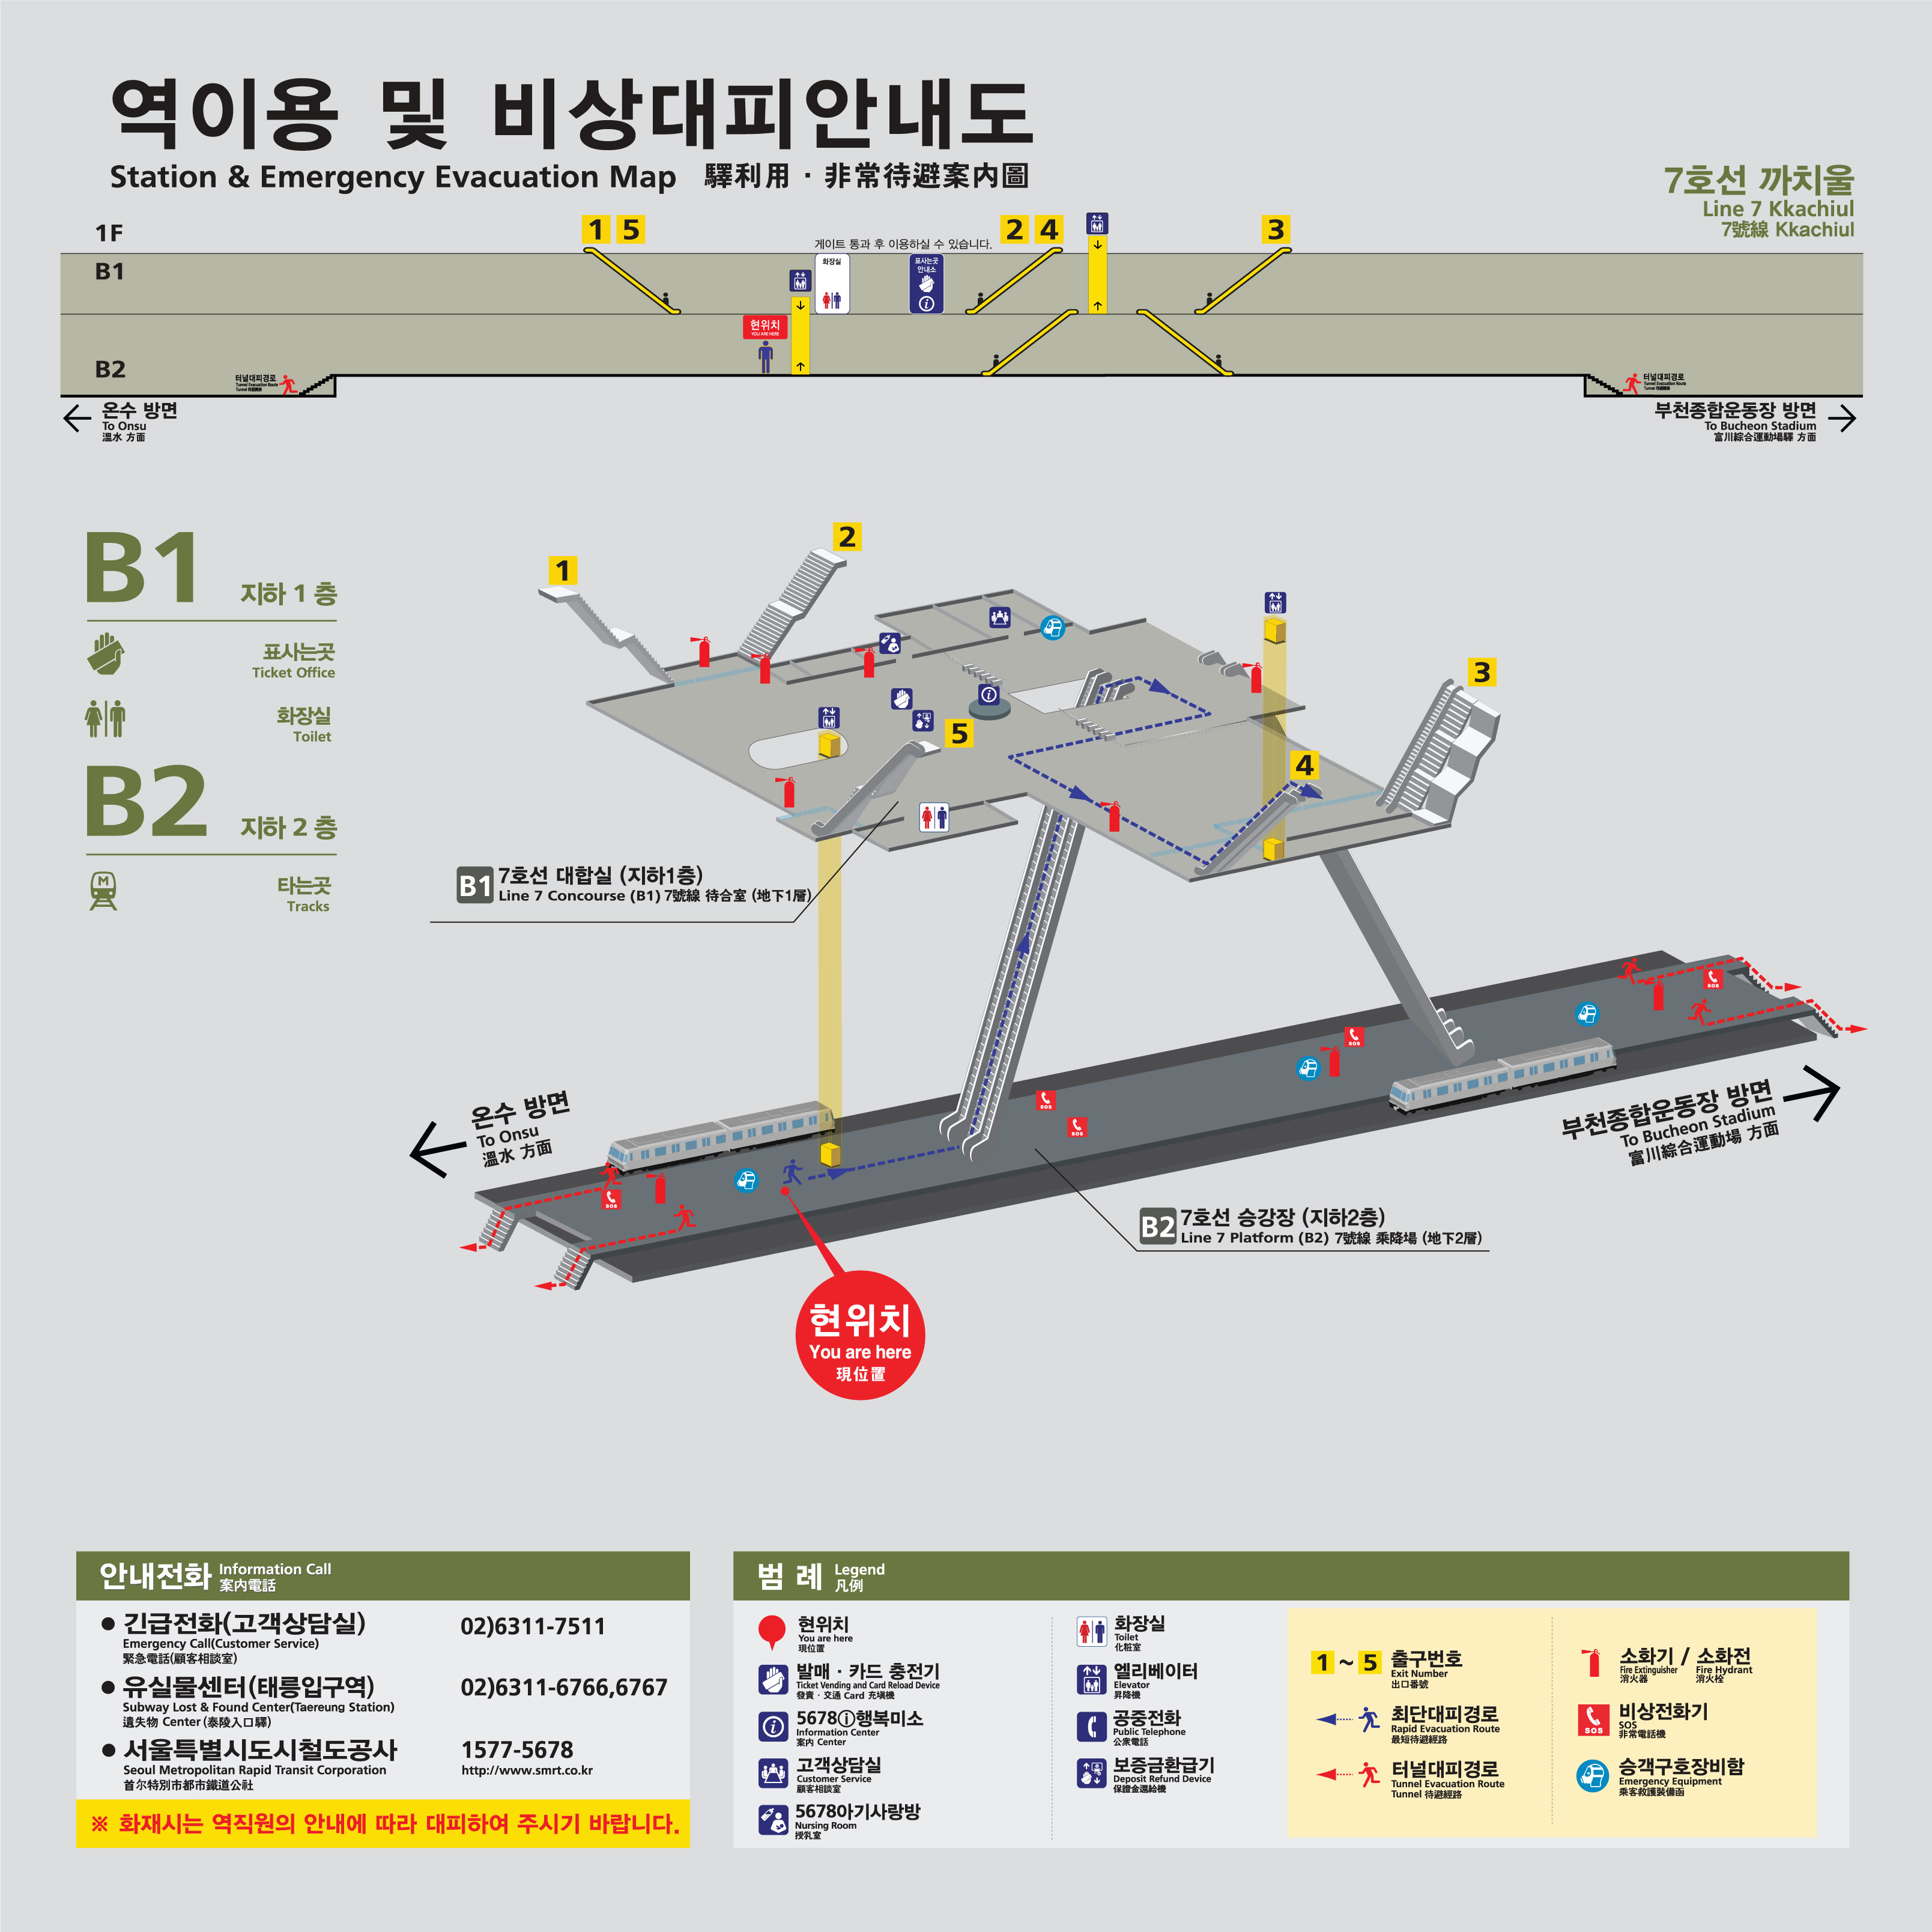 역이용 및 비상대피안내도
Station & Emergency Evacuation Map 驛利用 · 非常待避案内圖
7호선 까치울
Line 7 Kkachiul
7號線 Kkachiul
1F
1 5
게이트 통과 후 이용하실 수 있습니다.
2 4
3
B1
화장실
표사는곳
안내소
현위치
YOU ARE HERE
B2
터널대피경로
Tunnel Evacuation Route
Tunnel 待避經路
터널대피경로
Tunnel Evacuation Route
Tunnel 待避經路
온수 방면
To Onsu
溫水 方面
부천종합운동장 방면
To Bucheon Stadium
富川綜合運動場驛 方面
B1 지하 1 층
표사는곳
Ticket Office
화장실
Toilet
B2 지하 2 층
M
타는곳
Tracks
1
2
3
5
4
B1 7호선 대합실 (지하1층)
Line 7 Concourse (B1) 7號線 待合室 (地下1層)
SOS
SOS
SOS
SOS
SOS
온수 방면
To Onsu
溫水 方面
부천종합운동장 방면
To Bucheon Stadium
富川綜合運動場 方面
B2 7호선 승강장 (지하2층)
Line 7 Platform (B2) 7號線 乘降場 (地下2層)
현위치
You are here
現位置
안내전화 Information Call
案內電話
● 긴급전화(고객상담실) 02)6311-7511
Emergency Call(Customer Service)
緊急電話(顧客相談室)
● 유실물센터(태릉입구역) 02)6311-6766,6767
Subway Lost & Found Center(Taereung Station)
遺失物 Center (泰陵入口驛)
● 서울특별시도시철도공사 1577-5678
Seoul Metropolitan Rapid Transit Corporation http://www.smrt.co.kr
首尔特別市都市鐵道公社
※ 화재시는 역직원의 안내에 따라 대피하여 주시기 바랍니다.
범 례 Legend
凡例
현위치
You are here
現位置
발매 · 카드 충전기
Ticket Vending and Card Reload Device
發賣 · 交通 Card 充塡機
5678ⓘ행복미소
Information Center
案内 Center
고객상담실
Customer Service
顧客相談室
5678아기사랑방
Nursing Room
授乳室
화장실
Toilet
化粧室
엘리베이터
Elevator
昇降機
공중전화
Public Telephone
公衆電話
보증금환급기
Deposit Refund Device
保證金還給機
1 ~ 5 출구번호
Exit Number
出口番號
최단대피경로
Rapid Evacuation Route
最短待避經路
터널대피경로
Tunnel Evacuation Route
Tunnel 待避經路
소화기 / 소화전
Fire Extinguisher Fire Hydrant
消火器 消火栓
SOS
비상전화기
SOS
非常電話機
승객구호장비함
Emergency Equipment
乘客救護裝備函